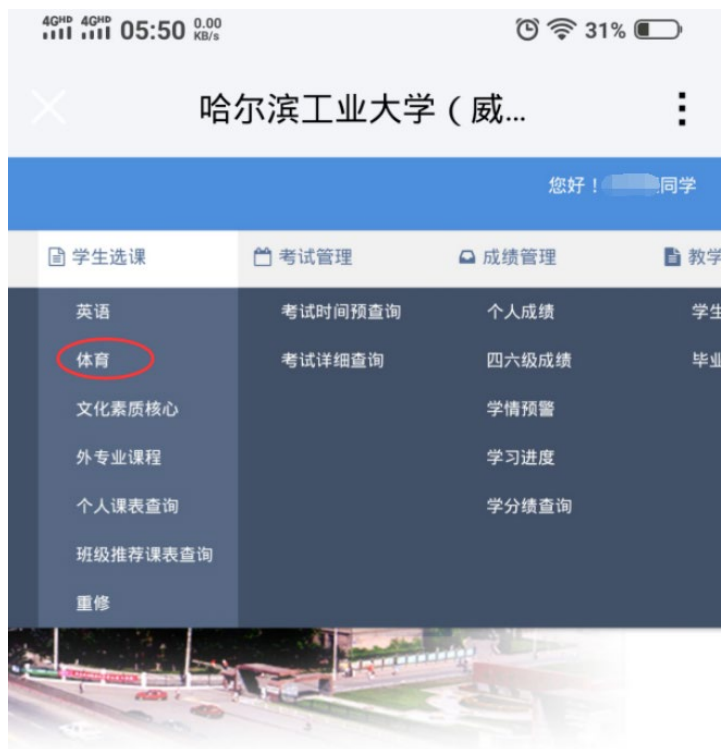 4GHD 4GHD 05:50 0.00 KB/s 31%
哈尔滨工业大学（威...
您好！ 同学
学生选课 考试管理 成绩管理 教学
英语 考试时间预查询 个人成绩 学生
体育 考试详细查询 四六级成绩 毕业
文化素质核心 学情预警
外专业课程 学习进度
个人课表查询 学分绩查询
班级推荐课表查询
重修